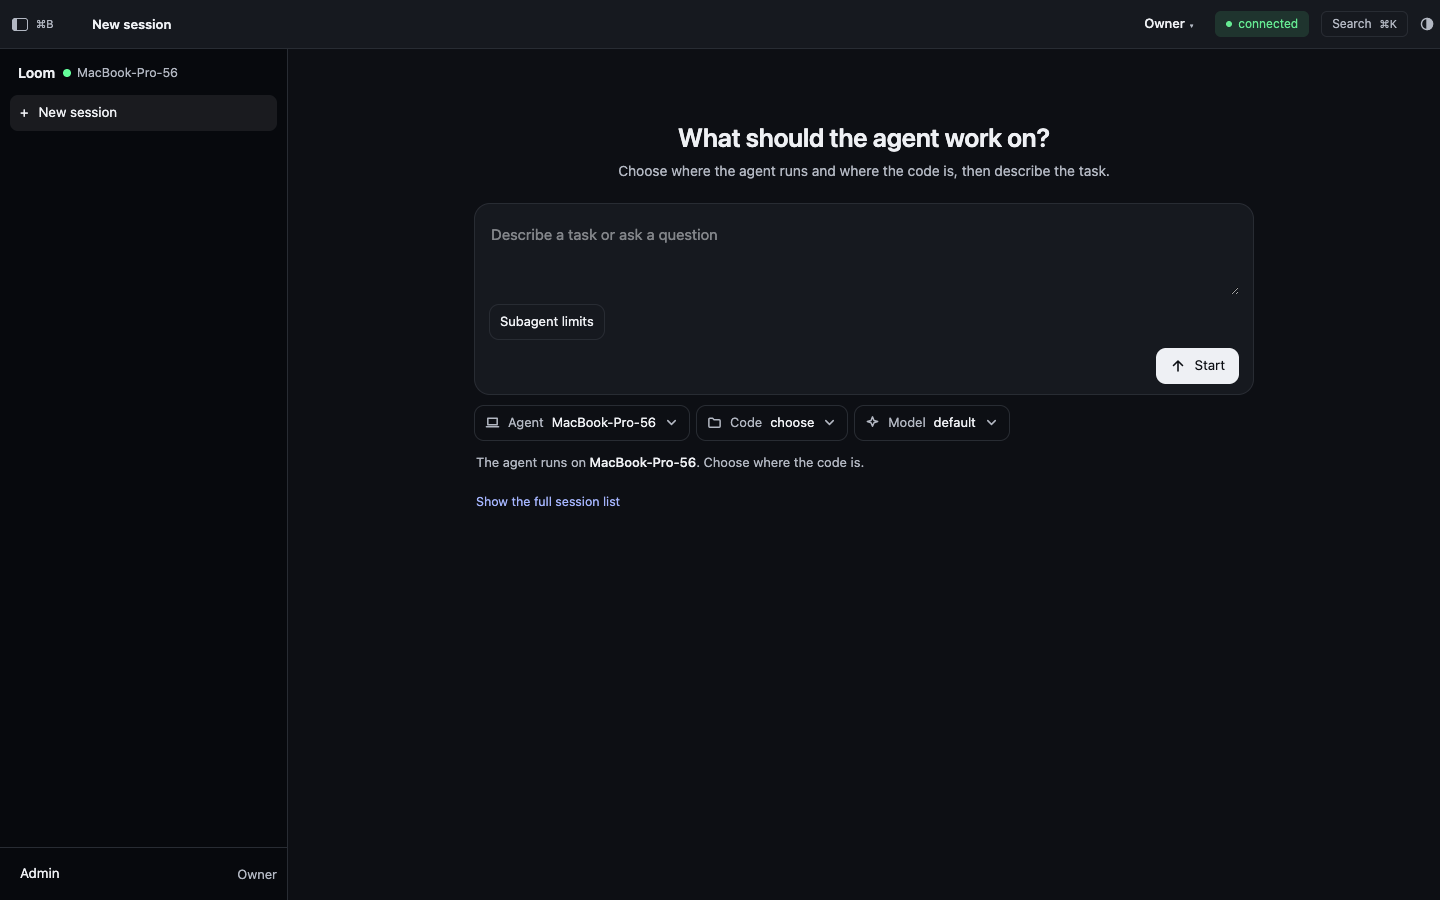 ⌘B New session Owner connected Search ⌘K
Loom MacBook-Pro-56
+ New session
What should the agent work on?
Choose where the agent runs and where the code is, then describe the task.
Describe a task or ask a question
Subagent limits
Start
Agent MacBook-Pro-56 Code choose Model default
The agent runs on MacBook-Pro-56. Choose where the code is.
Show the full session list
Admin Owner